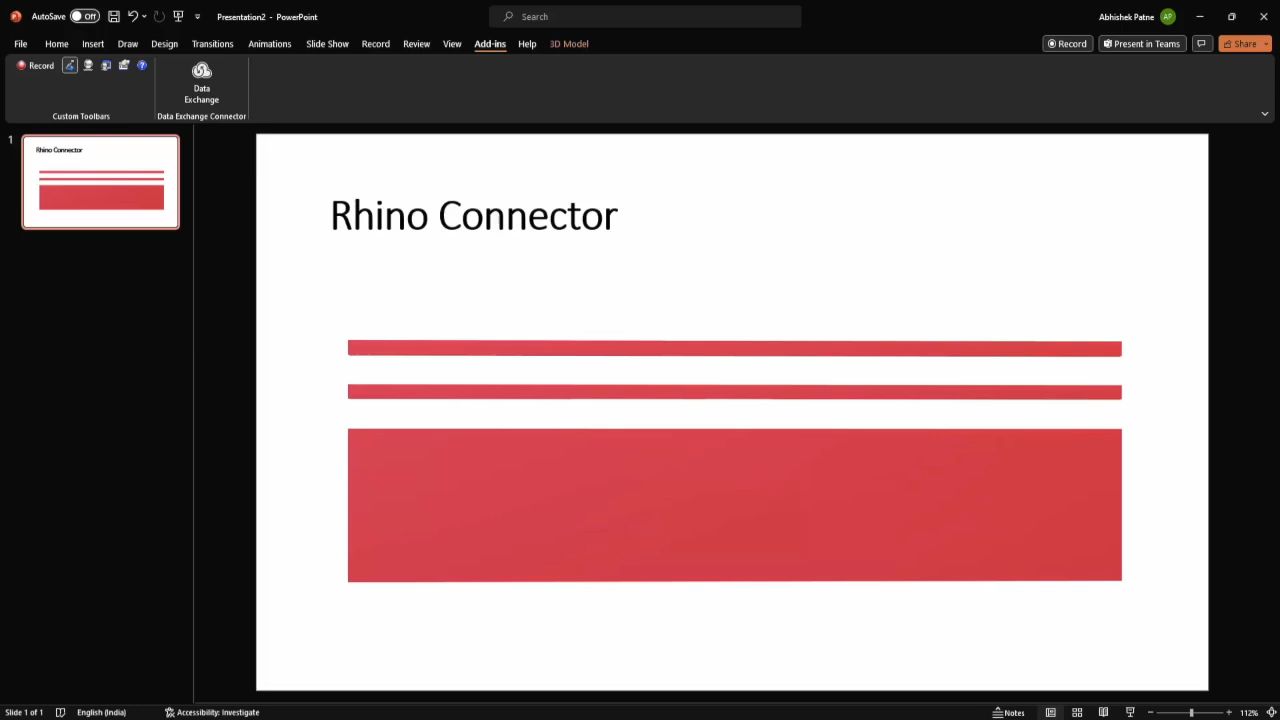 AutoSave Off Presentation2 - PowerPoint Search Abhishek Patne AP
File Home Insert Draw Design Transitions Animations Slide Show Record Review View Add-ins Help 3D Model Record Present in Teams Share
Record
Data
Exchange
Custom Toolbars Data Exchange Connector
1
Rhino Connector
Rhino Connector
Slide 1 of 1 English (India) Accessibility: Investigate Notes 112%